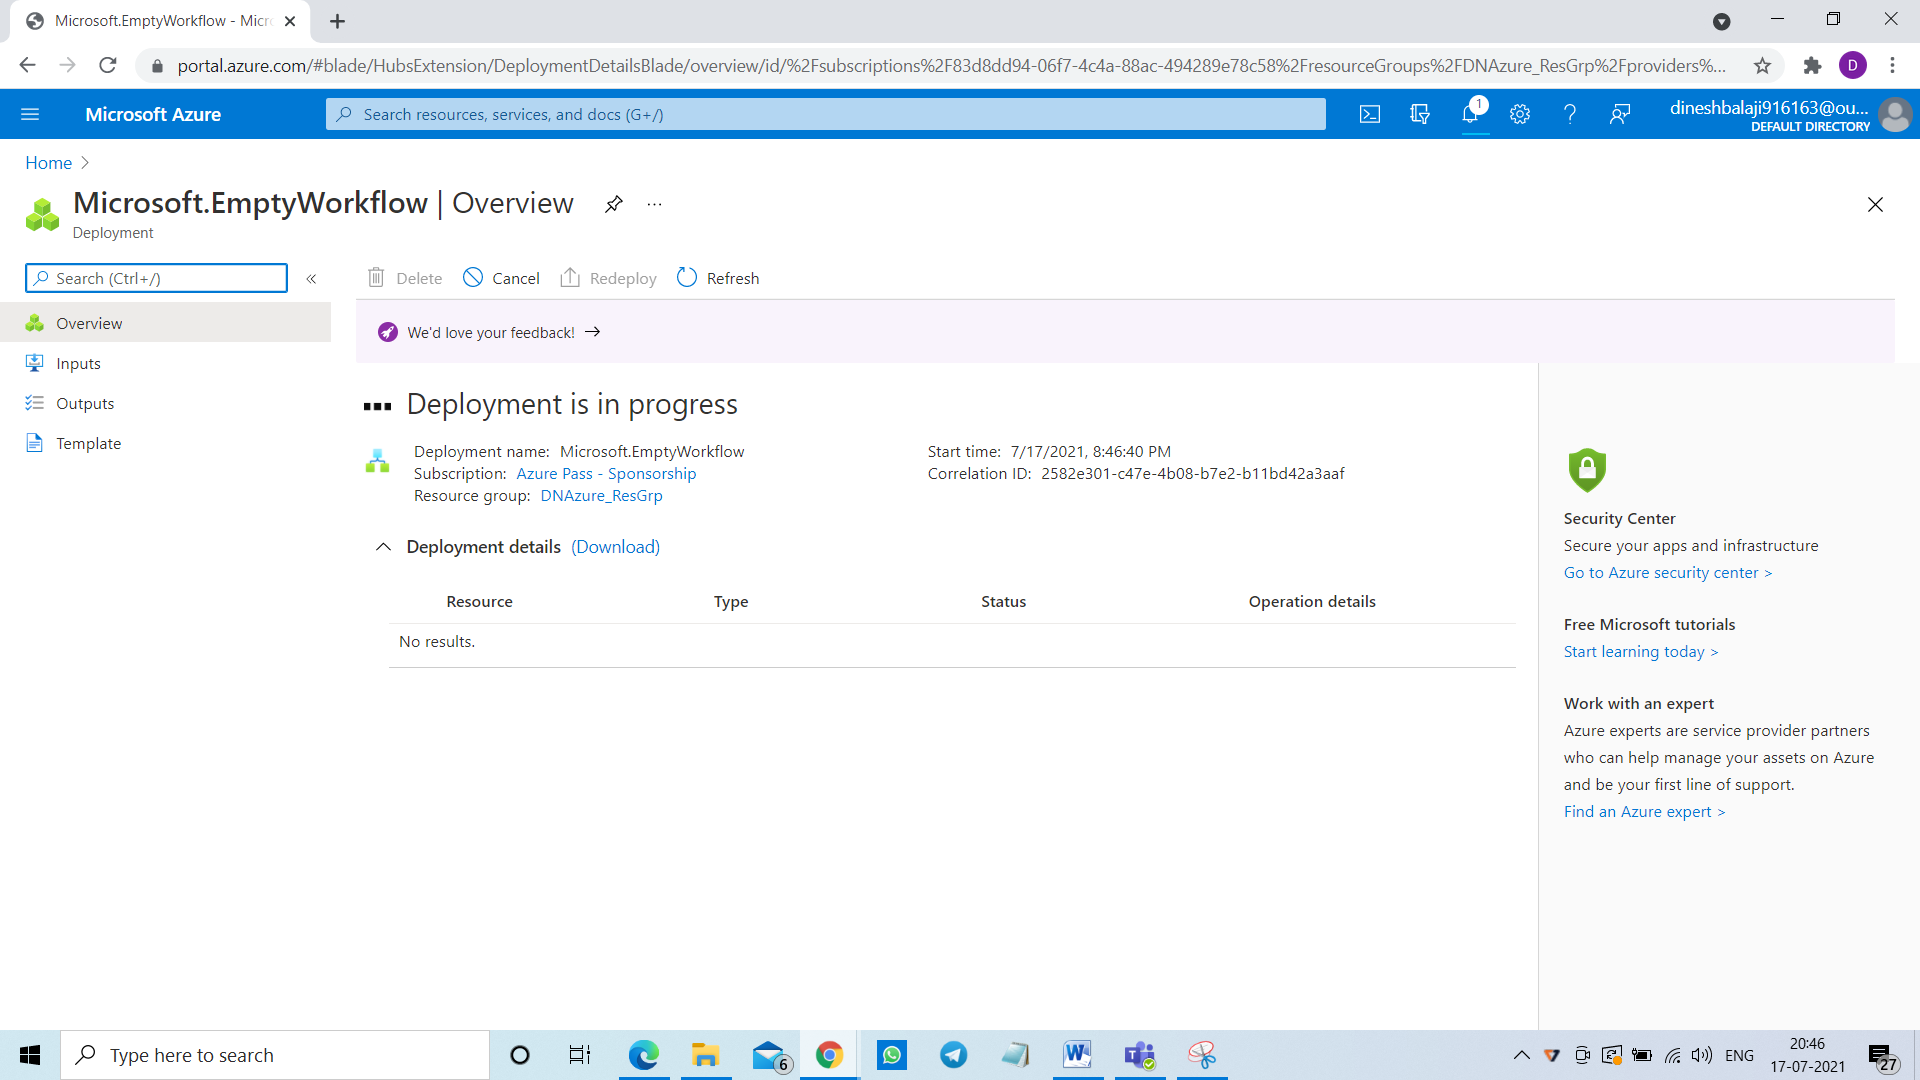 Microsoft.EmptyWorkflow - Micr
portal.azure.com/#blade/HubsExtension/DeploymentDetailsBlade/overview/id/%2Fsubscriptions%2F83d8dd94-06f7-4c4a-88ac-494289e78c58%2FresourceGroups%2FDNAzure_ResGrp%2Fproviders%...
D
Microsoft Azure
Search resources, services, and docs (G+/)
1
dineshbalaji916163@ou...
DEFAULT DIRECTORY
Home
Microsoft.EmptyWorkflow | Overview
Deployment
Search (Ctrl+/)
Delete
Cancel
Redeploy
Refresh
Overview
Inputs
Outputs
Template
We'd love your feedback!
Deployment is in progress
Deployment name: Microsoft.EmptyWorkflow
Subscription: Azure Pass - Sponsorship
Resource group: DNAzure_ResGrp
Start time: 7/17/2021, 8:46:40 PM
Correlation ID: 2582e301-c47e-4b08-b7e2-b11bd42a3aaf
Deployment details (Download)
Resource Type Status Operation details
No results.
Security Center
Secure your apps and infrastructure
Go to Azure security center >
Free Microsoft tutorials
Start learning today >
Work with an expert
Azure experts are service provider partners
who can help manage your assets on Azure
and be your first line of support.
Find an Azure expert >
Type here to search
6
ENG
20:46
17-07-2021
27